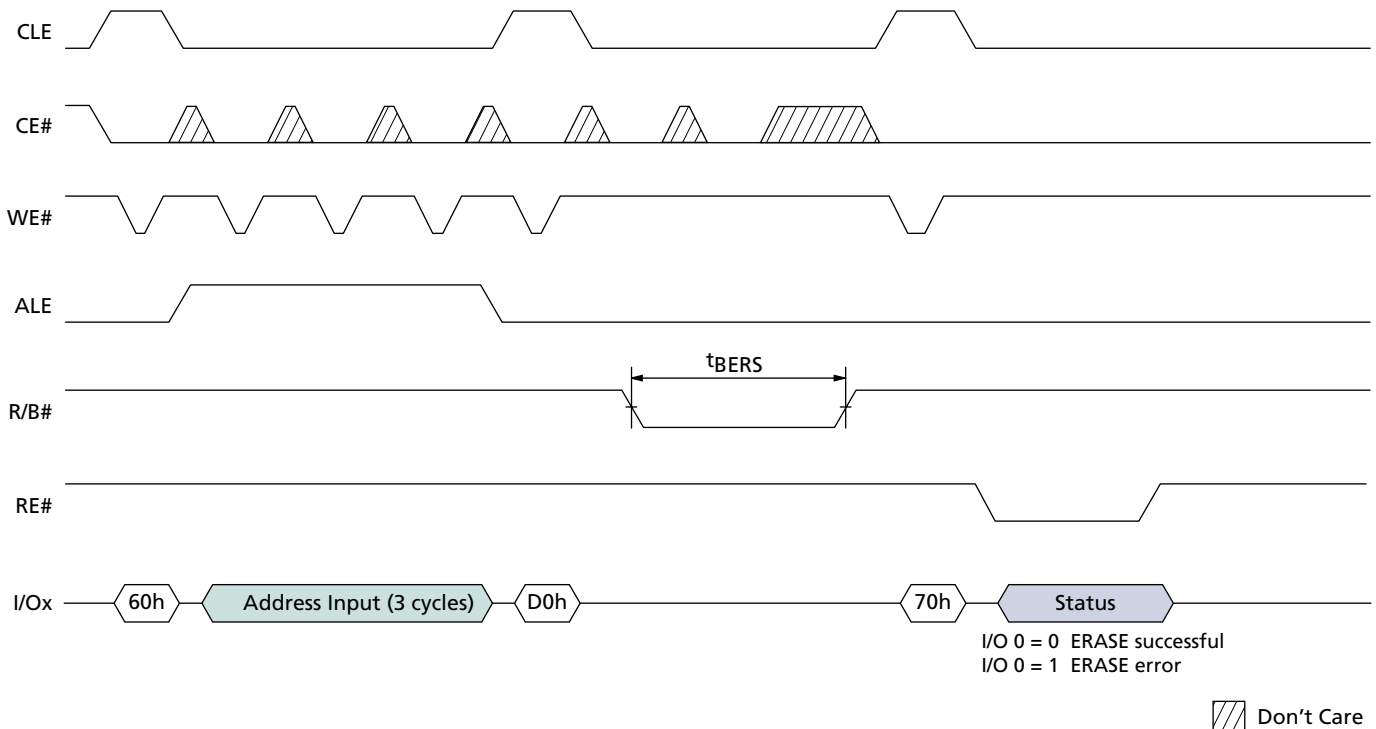 CLE
CE#
WE#
ALE
tBERS
R/B#
RE#
I/Ox
60h
Address Input (3 cycles)
D0h
70h
Status
I/O 0 = 0 ERASE successful
I/O 0 = 1 ERASE error
Don't Care